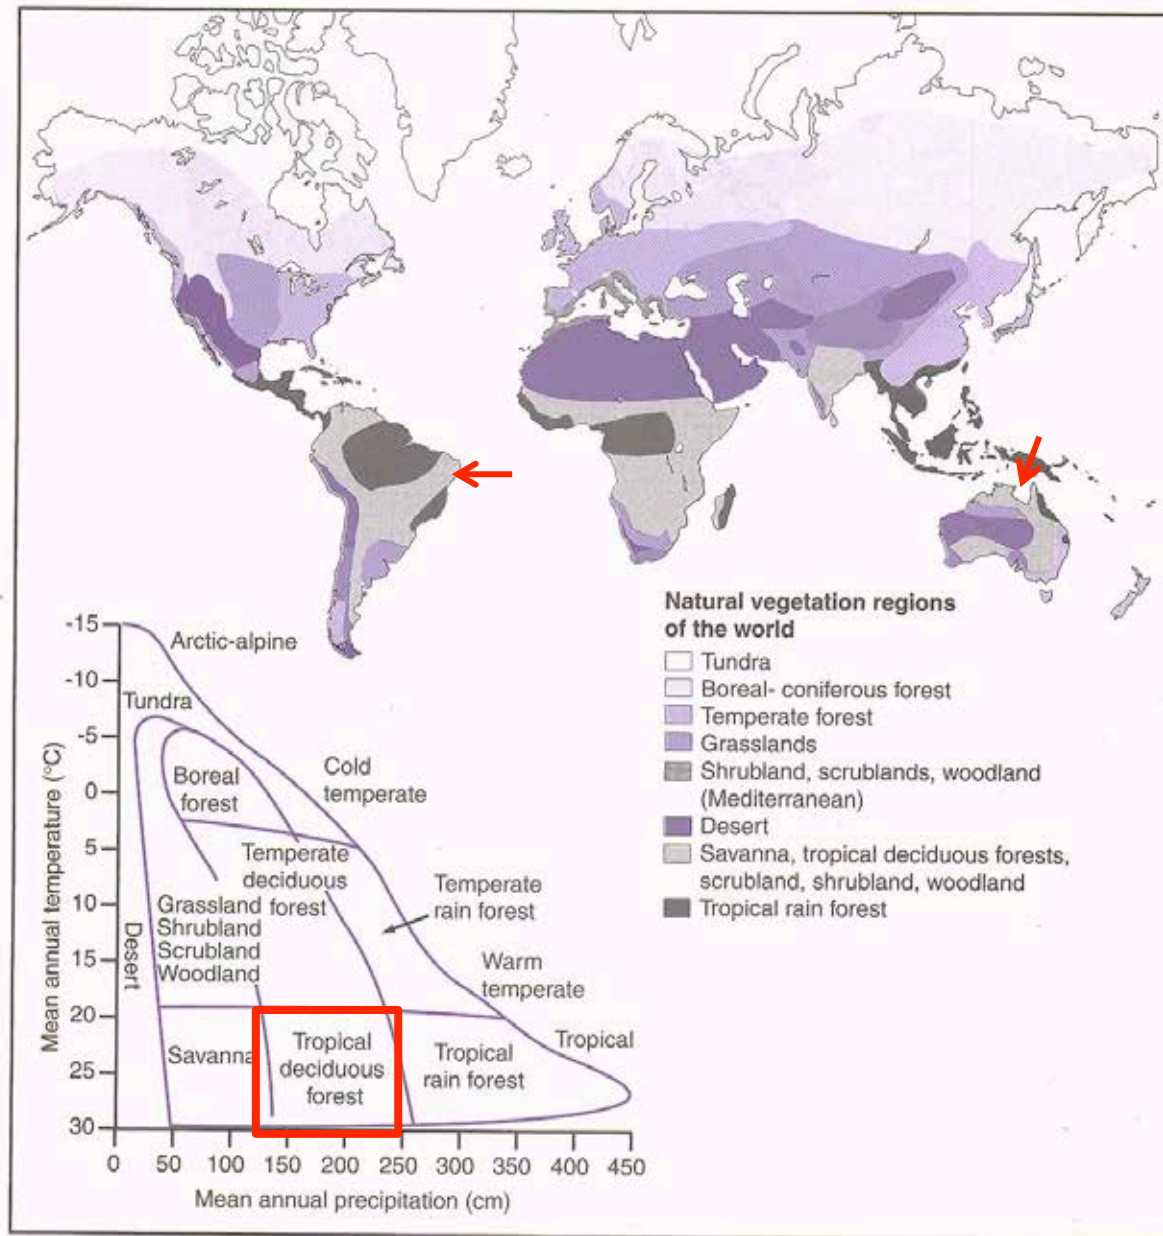 Natural vegetation regions
of the world
Tundra
Boreal- coniferous forest
Temperate forest
Grasslands
Shrubland, scrublands, woodland
(Mediterranean)
Desert
Savanna, tropical deciduous forests,
scrubland, shrubland, woodland
Tropical rain forest
Mean annual temperature (°C)
-15
-10
-5
0
5
10
15
20
25
30
Arctic-alpine
Tundra
Boreal
forest
Cold
temperate
Temperate
deciduous
forest
Temperate
rain forest
Grassland
Shrubland
Scrubland
Woodland
Desert
Warm
temperate
Savanna
Tropical
deciduous
forest
Tropical
rain forest
Tropical
0 50 100 150 200 250 300 350 400 450
Mean annual precipitation (cm)